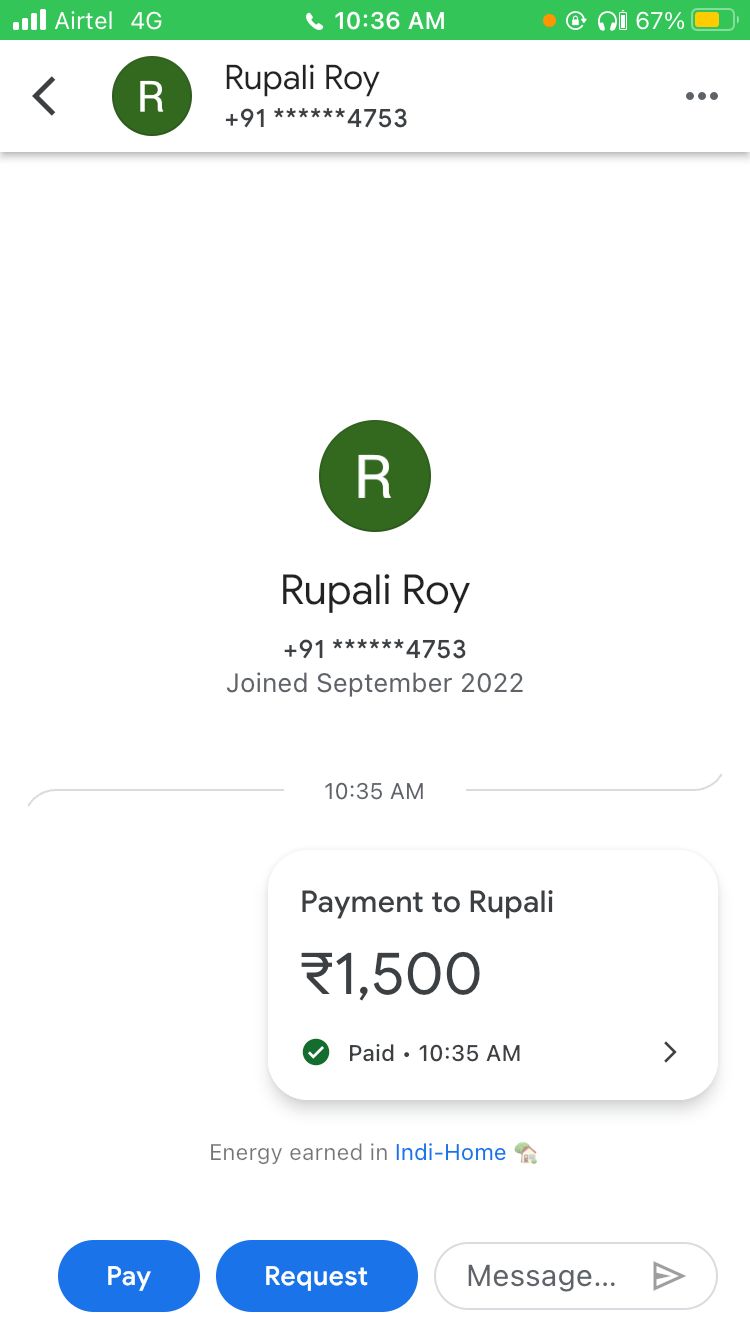 Airtel 4G 10:36 AM 67%
R
Rupali Roy
+91 ******4753
R
Rupali Roy
+91 ******4753
Joined September 2022
10:35 AM
Payment to Rupali
₹1,500
Paid • 10:35 AM
Energy earned in Indi-Home
Pay Request Message...